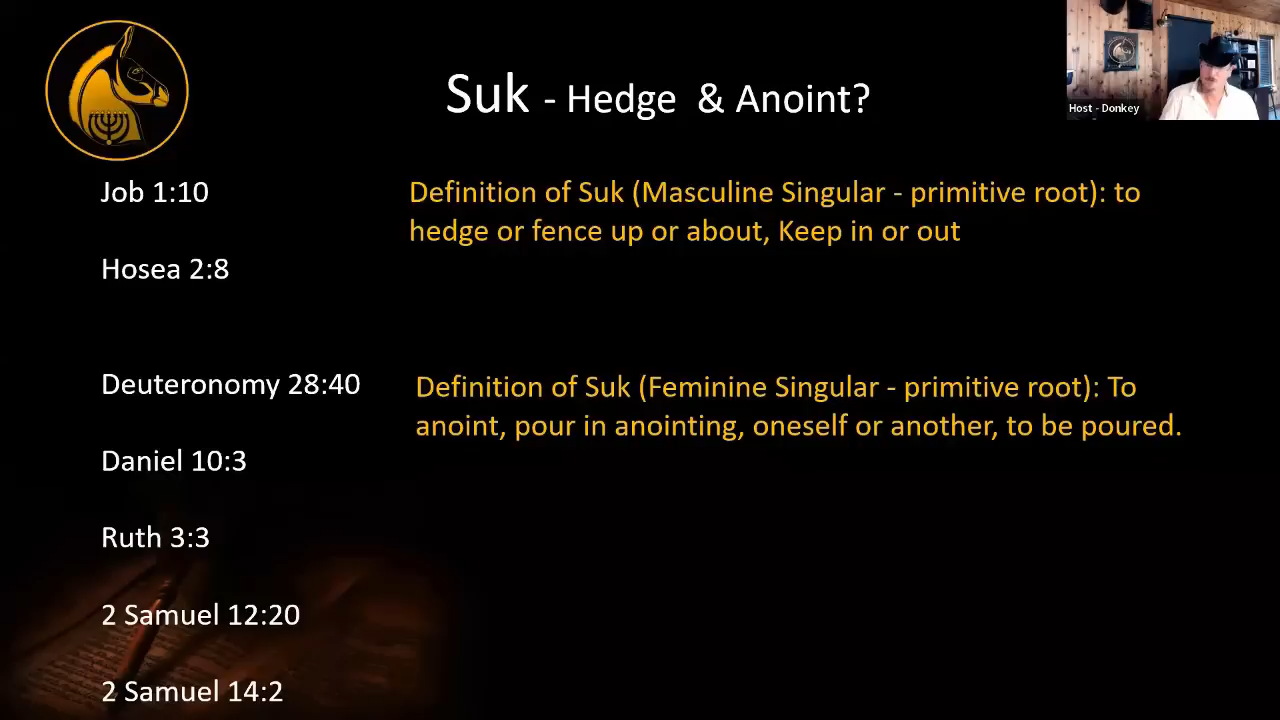 Suk - Hedge & Anoint?
Host - Donkey
Job 1:10
Definition of Suk (Masculine Singular - primitive root): to
hedge or fence up or about, Keep in or out
Hosea 2:8
Deuteronomy 28:40
Definition of Suk (Feminine Singular - primitive root): To
anoint, pour in anointing, oneself or another, to be poured.
Daniel 10:3
Ruth 3:3
2 Samuel 12:20
2 Samuel 14:2